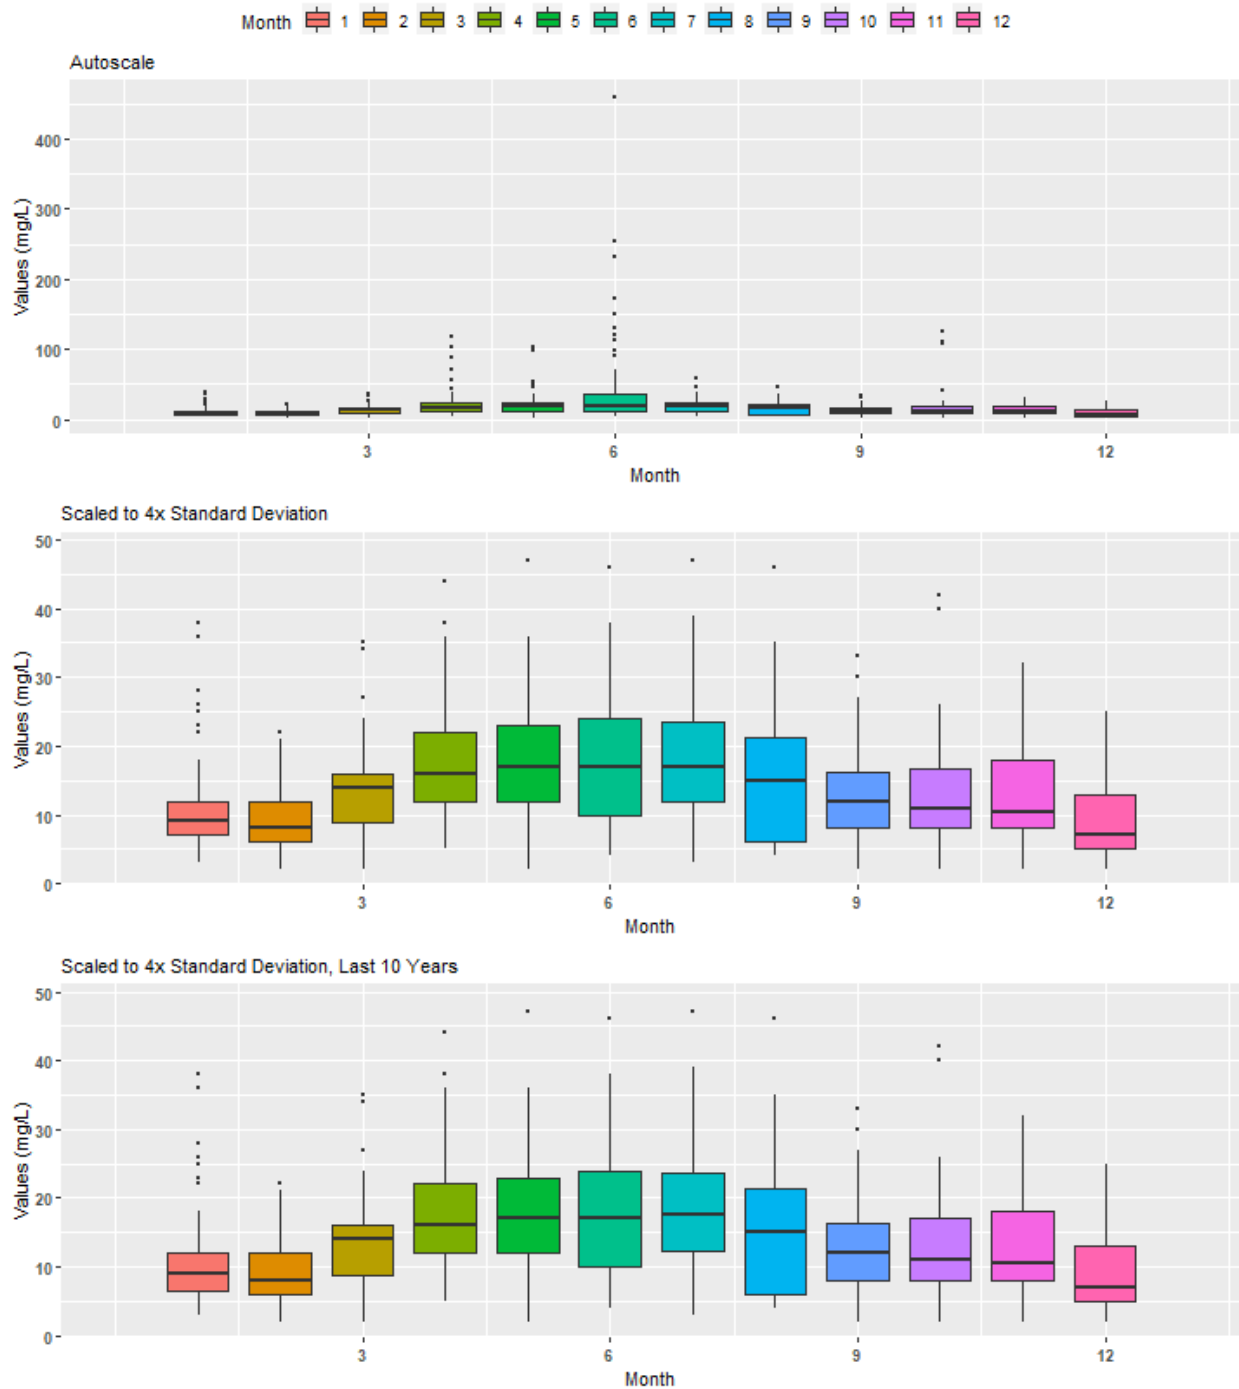 Month 1 2 3 4 5 6 7 8 9 10 11 12
Autoscale
Values (mg/L)
400
300
200
100
0
3 6 9 12
Month
Scaled to 4x Standard Deviation
Values (mg/L)
50
40
30
20
10
0
3 6 9 12
Month
Scaled to 4x Standard Deviation, Last 10 Years
Values (mg/L)
50
40
30
20
10
0
3 6 9 12
Month